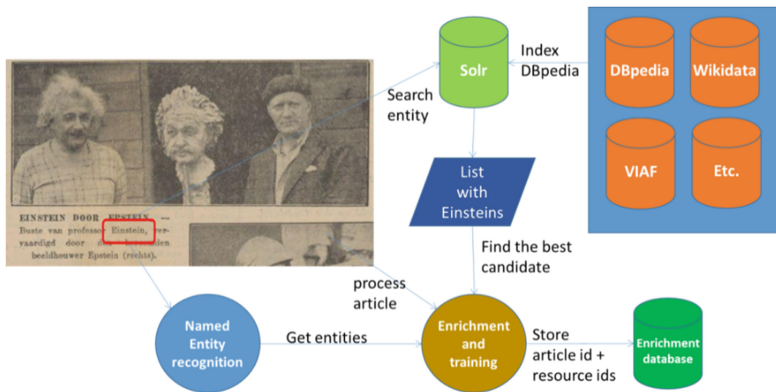 Solr
Index
DBpedia
DBpedia
Wikidata
VIAF
Etc.
Search
entity
EINSTEIN DOOR EPSTEIN. —
Buste van professor Einstein, ver-
vaardigd door den
beeldhouwer Epstein (rechts).
List
with
Einsteins
Find the best
candidate
process
article
Named
Entity
recognition
Get entities
Enrichment
and
training
Store
article id +
resource ids
Enrichment
database